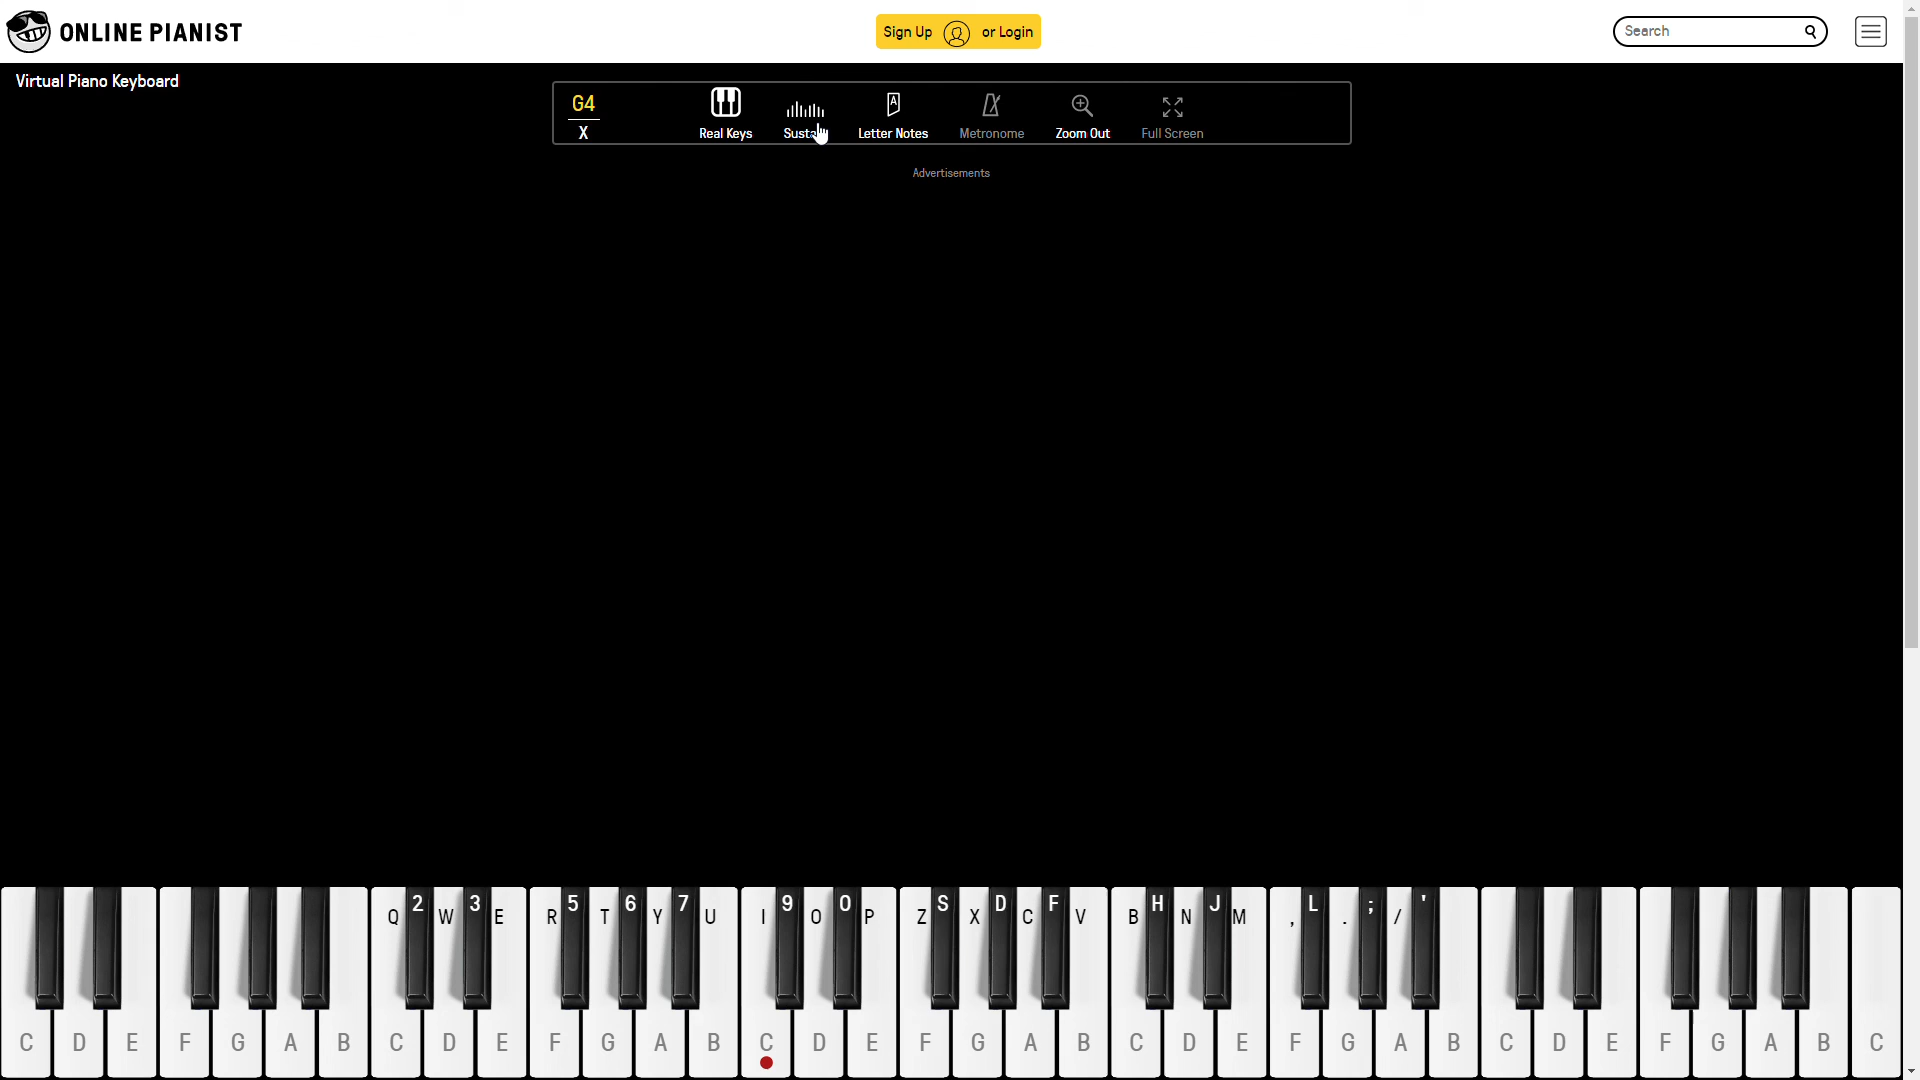 ONLINE PIANIST
Sign Up or Login
Search
Virtual Piano Keyboard
G4
X
Real Keys
Letter Notes
Metronome
Zoom Out
Full Screen
Advertisements
2 3 5 6 7 9 0 S D F H J L ; '
Q W E R T Y U I O P Z X C V B N M , . /
C D E F G A B C D E F G A B C D E F G A B C D E F G A B C D E F G A B C